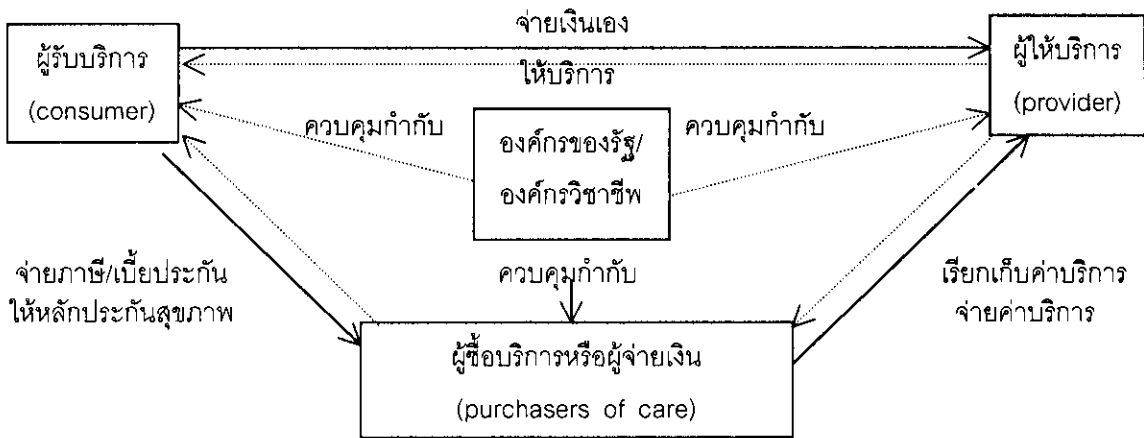 จ่ายเงินเอง
ผู้รับบริการ
(consumer)
ให้บริการ
ผู้ให้บริการ
(provider)
ควบคุมกำกับ
องค์กรของรัฐ/
องค์กรวิชาชีพ
ควบคุมกำกับ
จ่ายภาษี/เบี้ยประกัน
ให้หลักประกันสุขภาพ
ควบคุมกำกับ
เรียกเก็บค่าบริการ
จ่ายค่าบริการ
ผู้ซื้อบริการหรือผู้จ่ายเงิน
(purchasers of care)